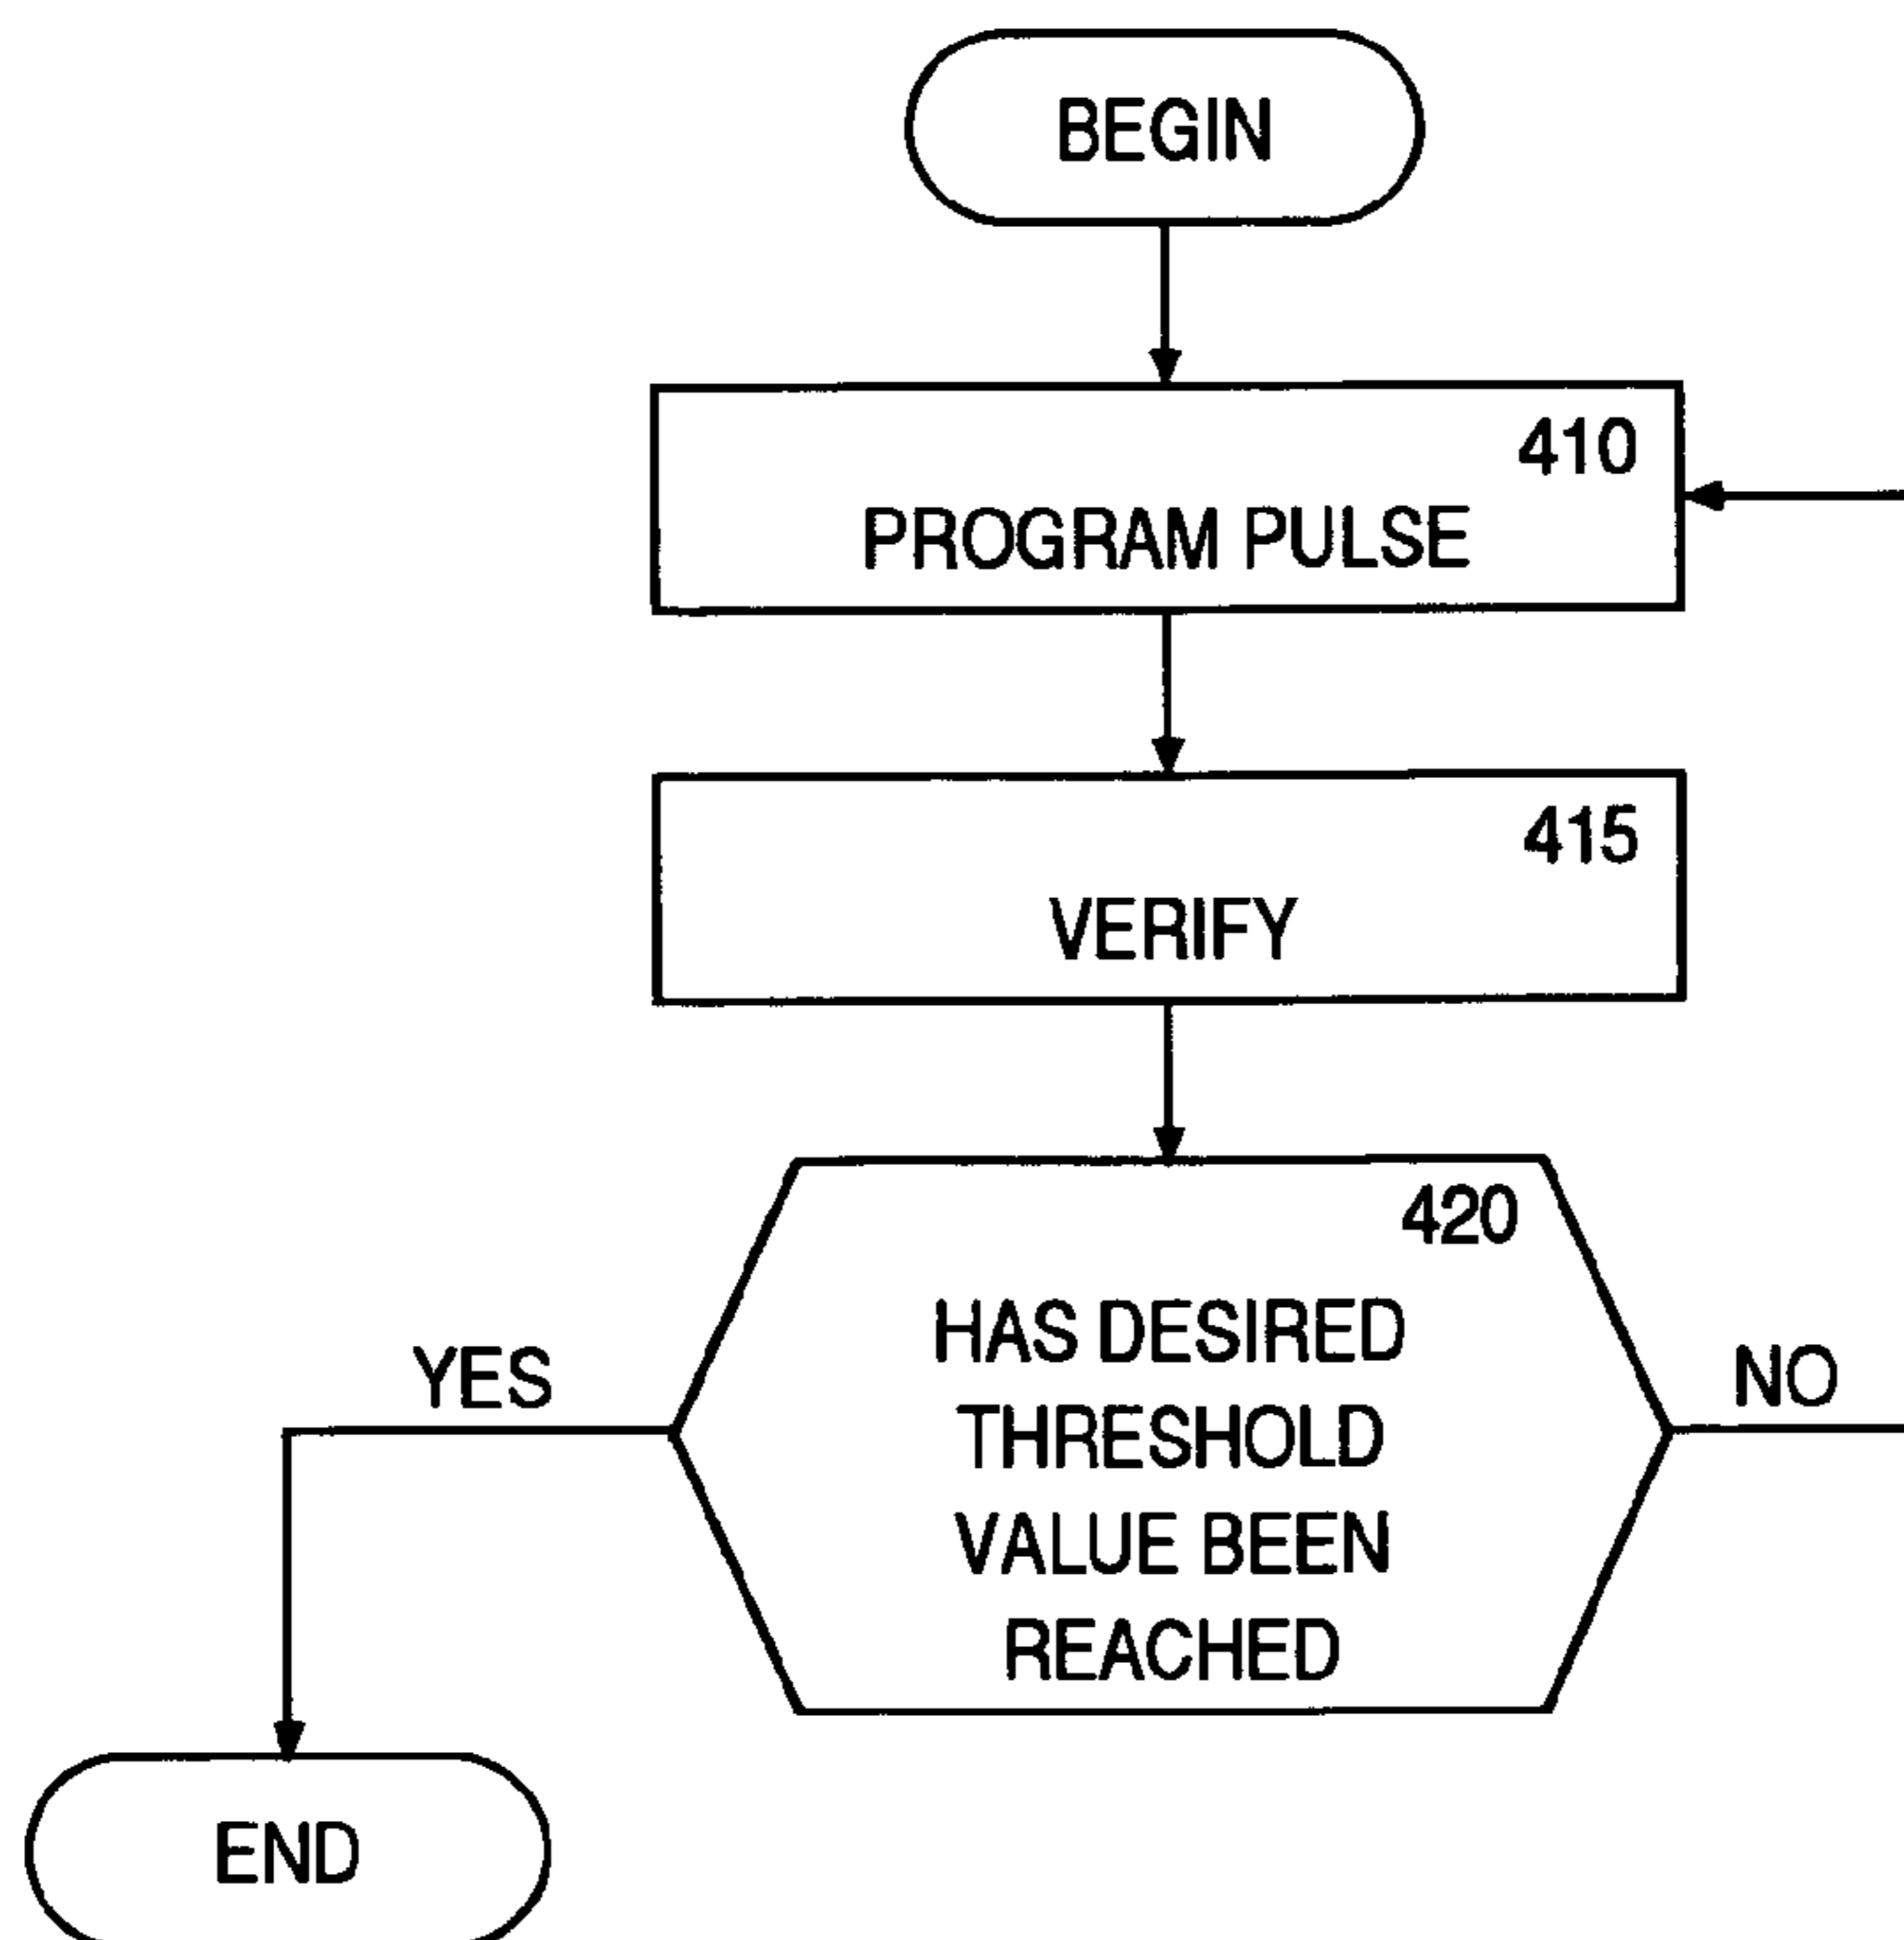 BEGIN
410
PROGRAM PULSE
415
VERIFY
420
HAS DESIRED
THRESHOLD
VALUE BEEN
REACHED
YES
NO
END